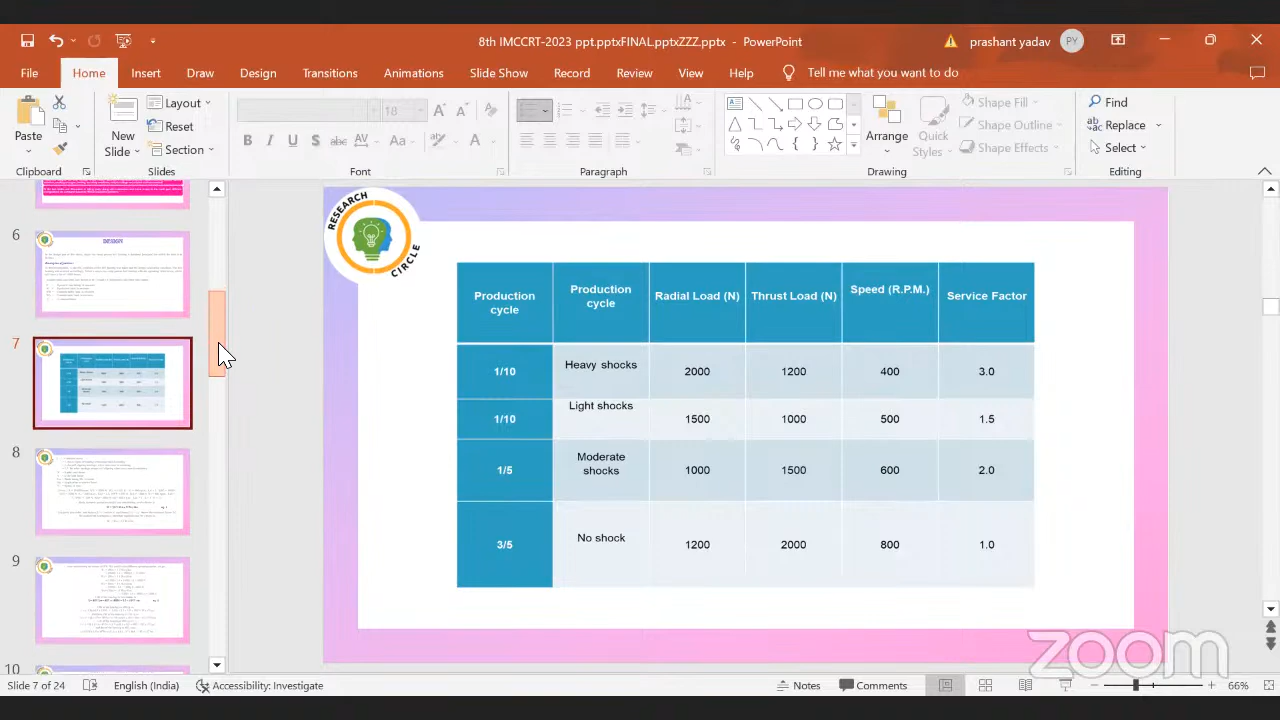 8th IMCCRT-2023 ppt.pptxFINAL.pptxZZZ.pptx - PowerPoint
prashant yadav PY
File Home Insert Draw Design Transitions Animations Slide Show Record Review View Help Tell me what you want to do
Paste
Clipboard
New
Slide
Layout
Reset
Section
Slides
18
B I U S abc AV Aa A
Font
Paragraph
Arrange
Quick
Styles
Shape Fill
Shape Outline
Shape Effects
Drawing
Find
Replace
Select
Editing
6
7
8
9
10
RESEARCH
CIRCLE
Production cycle Production cycle Radial Load (N) Thrust Load (N) Speed (R.P.M.) Service Factor
1/10 Heavy shocks 2000 1200 400 3.0
1/10 Light shocks 1500 1000 500 1.5
1/5 Moderate shocks 1000 1500 600 2.0
3/5 No shock 1200 2000 800 1.0
zoom
Slide 7 of 24 English (India) Accessibility: Investigate Notes Comments 66%